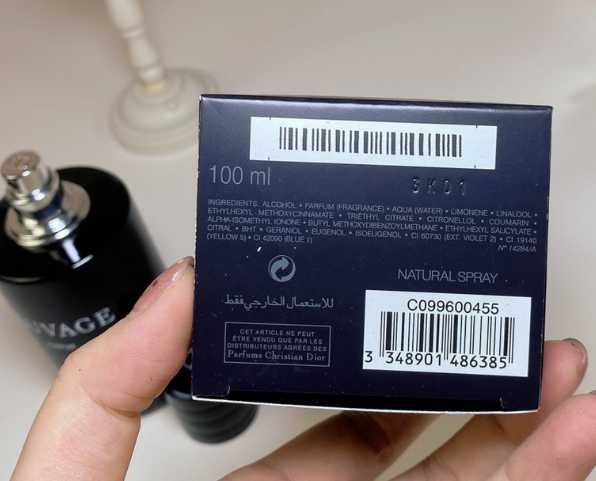 100 ml
3K01
INGREDIENTS: ALCOHOL • PARFUM (FRAGRANCE) • AQUA (WATER) • LIMONENE • LINALOOL •
ETHYLHEXYL METHOXYCINNAMATE • TRIETHYL CITRATE • CITRONELLOL • COUMARIN •
ALPHA-ISOMETHYL IONONE • BUTYL METHOXYDIBENZOYLMETHANE • ETHYLHEXYL SALICYLATE •
CITRAL • BHT • GERANIOL • EUGENOL • ISOEUGENOL • CI 60730 (EXT. VIOLET 2) • CI 19140
(YELLOW 5) • CI 42090 (BLUE 1)
N° 14284/A
NATURAL SPRAY
للاستعمال الخارجي فقط
CET ARTICLE NE PEUT
ÊTRE VENDU QUE PAR LES
DISTRIBUTEURS AGRÉÉS DES
Parfums Christian Dior
C099600455
3 348901 486385
UVAGE